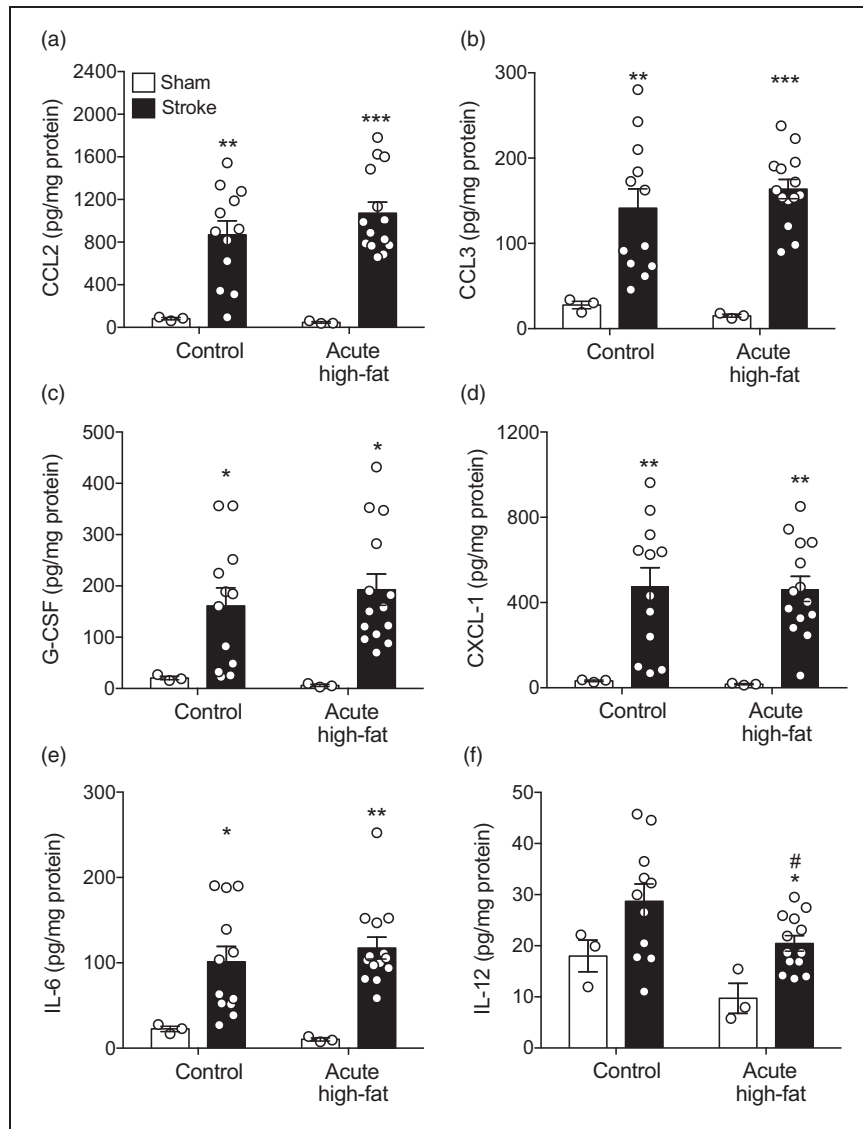 (a)
CCL2 (pg/mg protein)
2400
2000
1600
1200
800
400
0
Sham
Stroke
**
***
Control
Acute
high-fat
(b)
CCL3 (pg/mg protein)
300
200
100
0
**
***
Control
Acute
high-fat
(c)
G-CSF (pg/mg protein)
500
400
300
200
100
0
*
*
Control
Acute
high-fat
(d)
CXCL-1 (pg/mg protein)
1200
800
400
0
**
**
Control
Acute
high-fat
(e)
IL-6 (pg/mg protein)
300
200
100
0
*
**
Control
Acute
high-fat
(f)
IL-12 (pg/mg protein)
50
40
30
20
10
0
#
*
Control
Acute
high-fat